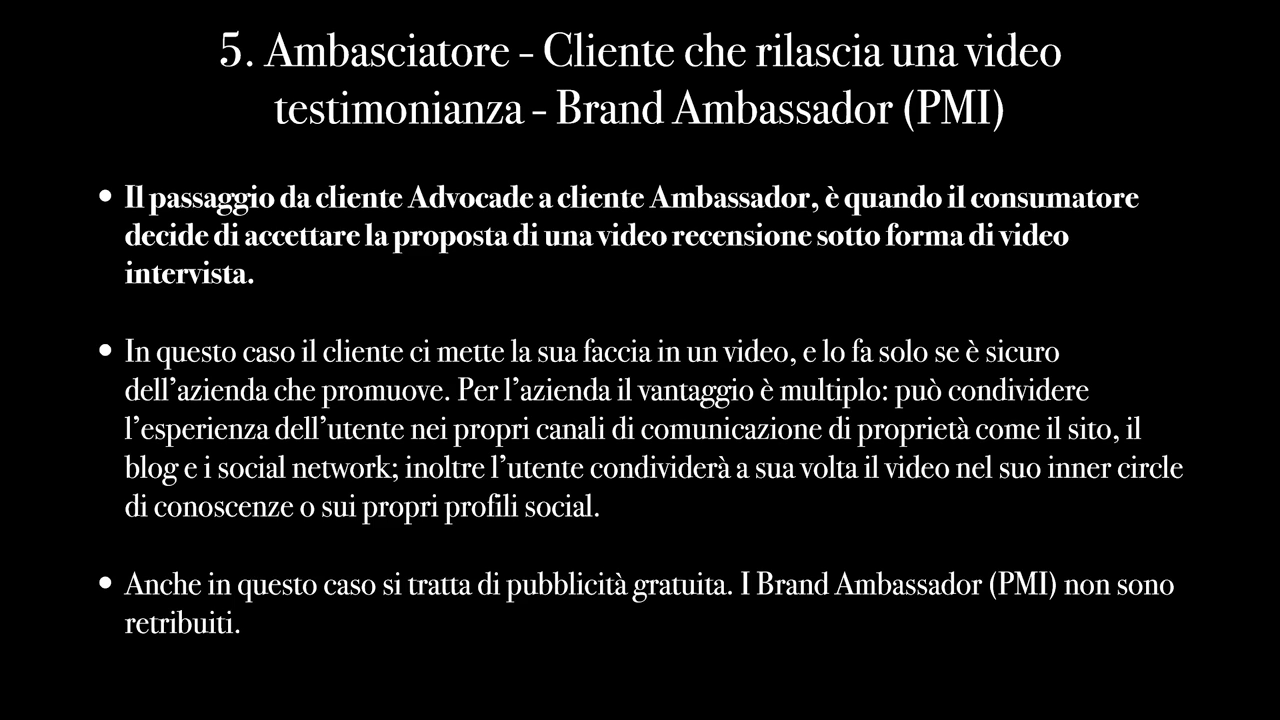 5. Ambasciatore - Cliente che rilascia una video
testimonianza - Brand Ambassador (PMI)
• Il passaggio da cliente Advocade a cliente Ambassador, è quando il consumatore
decide di accettare la proposta di una video recensione sotto forma di video
intervista.
• In questo caso il cliente ci mette la sua faccia in un video, e lo fa solo se è sicuro
dell’azienda che promuove. Per l’azienda il vantaggio è multiplo: può condividere
l’esperienza dell’utente nei propri canali di comunicazione di proprietà come il sito, il
blog e i social network; inoltre l’utente condividerà a sua volta il video nel suo inner circle
di conoscenze o sui propri profili social.
• Anche in questo caso si tratta di pubblicità gratuita. I Brand Ambassador (PMI) non sono
retribuiti.